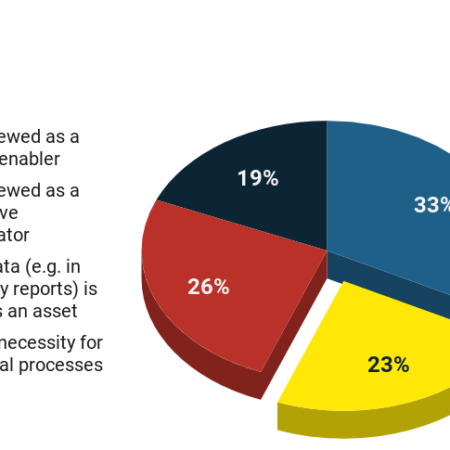 ewed as a
enabler
ewed as a
ve
ator
ta (e.g. in
y reports) is
s an asset
necessity for
al processes
19%
33%
26%
23%